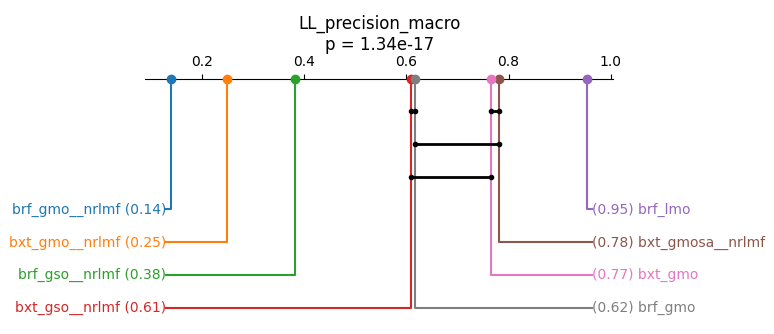 LL_precision_macro
p = 1.34e-17
0.2 0.4 0.6 0.8 1.0
brf_gmo__nrlmf (0.14) (0.95) brf_lmo
bxt_gmo__nrlmf (0.25) (0.78) bxt_gmosa__nrlmf
brf_gso__nrlmf (0.38) (0.77) bxt_gmo
bxt_gso__nrlmf (0.61) (0.62) brf_gmo